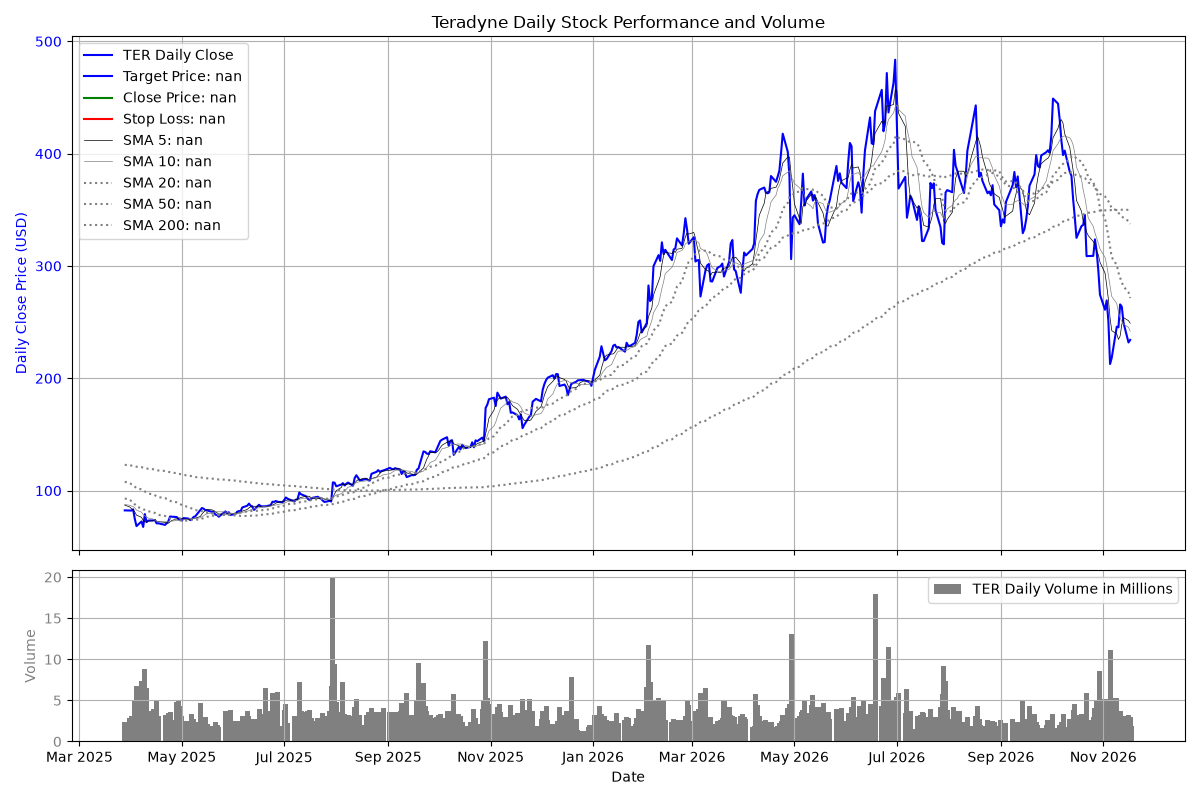 Teradyne Daily Stock Performance and Volume
500
400
300
200
100
Daily Close Price (USD)
TER Daily Close
Target Price: nan
Close Price: nan
Stop Loss: nan
SMA 5: nan
SMA 10: nan
SMA 20: nan
SMA 50: nan
SMA 200: nan
20
15
10
5
0
Volume
TER Daily Volume in Millions
Mar 2025 May 2025 Jul 2025 Sep 2025 Nov 2025 Jan 2026 Mar 2026 May 2026 Jul 2026 Sep 2026 Nov 2026
Date